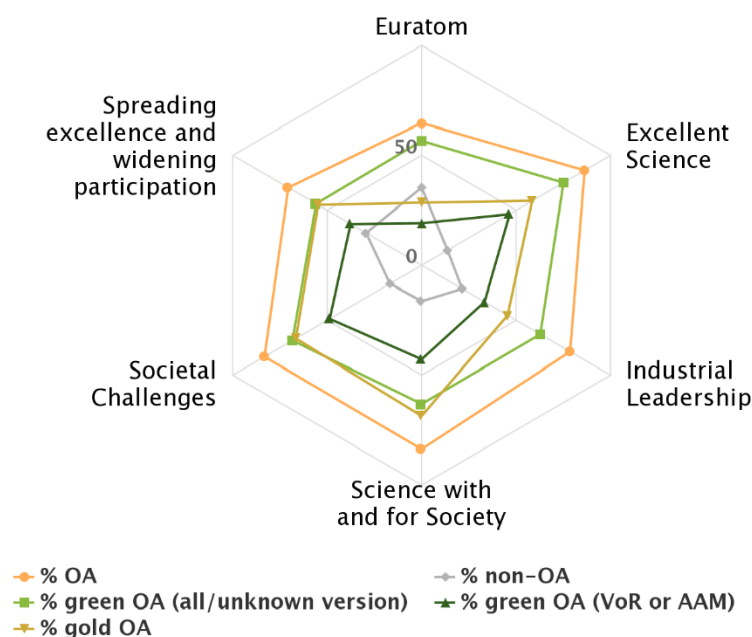 Euratom
Spreading
excellence and
widening
participation
50
Excellent
Science
0
Societal
Challenges
Industrial
Leadership
Science with
and for Society
% OA
% non-OA
% green OA (all/unknown version)
% green OA (VoR or AAM)
% gold OA